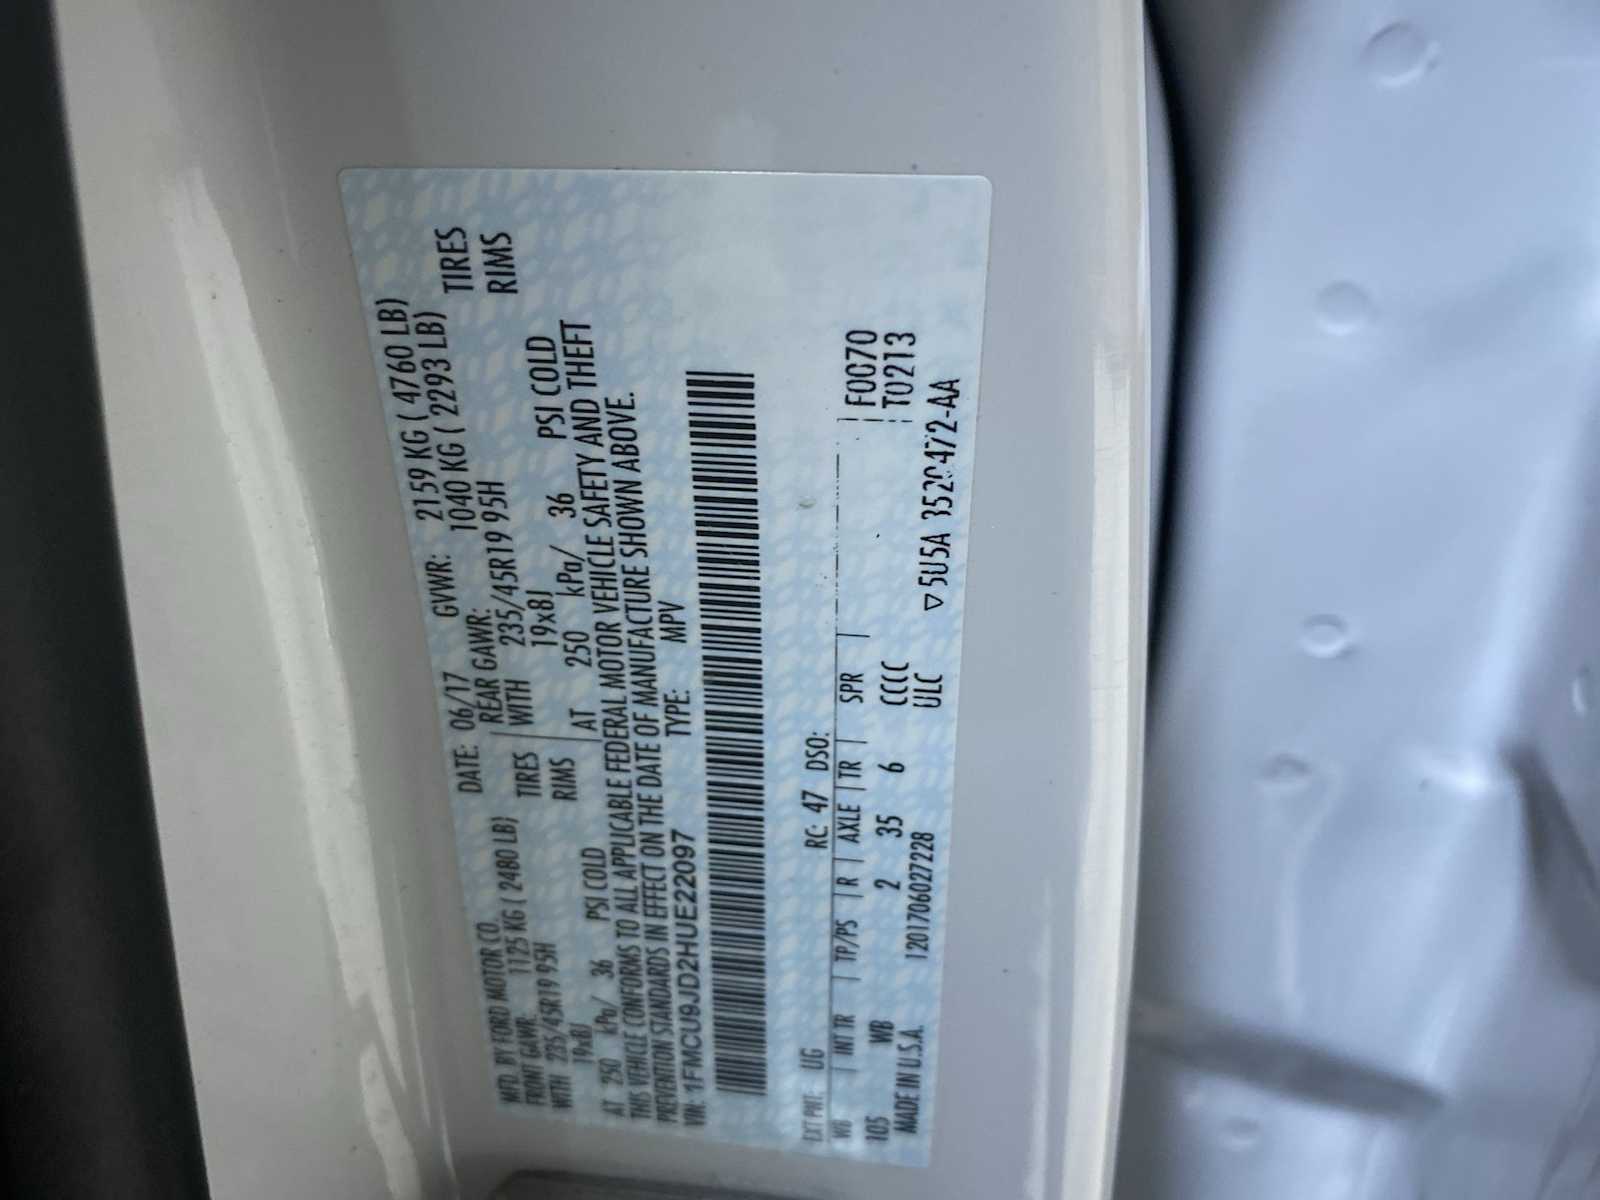 MFD. BY FORD MOTOR CO. DATE: 06/17 GVWR: 2159 KG ( 4760 LB)
FRONT GAWR: 1125 KG ( 2480 LB) REAR GAWR: 1040 KG ( 2293 LB)
WITH 235/45R19 95H TIRES WITH 235/45R19 95H TIRES
19x8J RIMS 19x8J RIMS
AT 250 kPa/ 36 PSI COLD AT 250 kPa/ 36 PSI COLD
THIS VEHICLE CONFORMS TO ALL APPLICABLE FEDERAL MOTOR VEHICLE SAFETY AND THEFT
PREVENTION STANDARDS IN EFFECT ON THE DATE OF MANUFACTURE SHOWN ABOVE.
VIN: 1FMCU9JD2HUE22097 TYPE: MPV
EXT PNT: UG RC: 47 DSO:
WB INT TR TP/PS R AXLE TR SPR F0070
105 WB 2 35 6 CCCC T0213
MADE IN U.S.A. 1201706027228 ULC
▽5U5A 3520472-AA